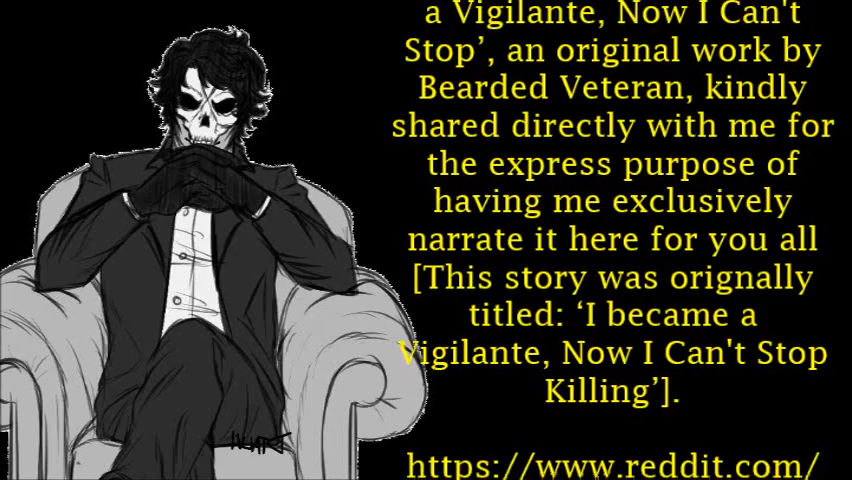 a Vigilante, Now I Can't
Stop’, an original work by
Bearded Veteran, kindly
shared directly with me for
the express purpose of
having me exclusively
narrate it here for you all
[This story was orignally
titled: ‘I became a
Vigilante, Now I Can't Stop
Killing’].
https://www.reddit.com/